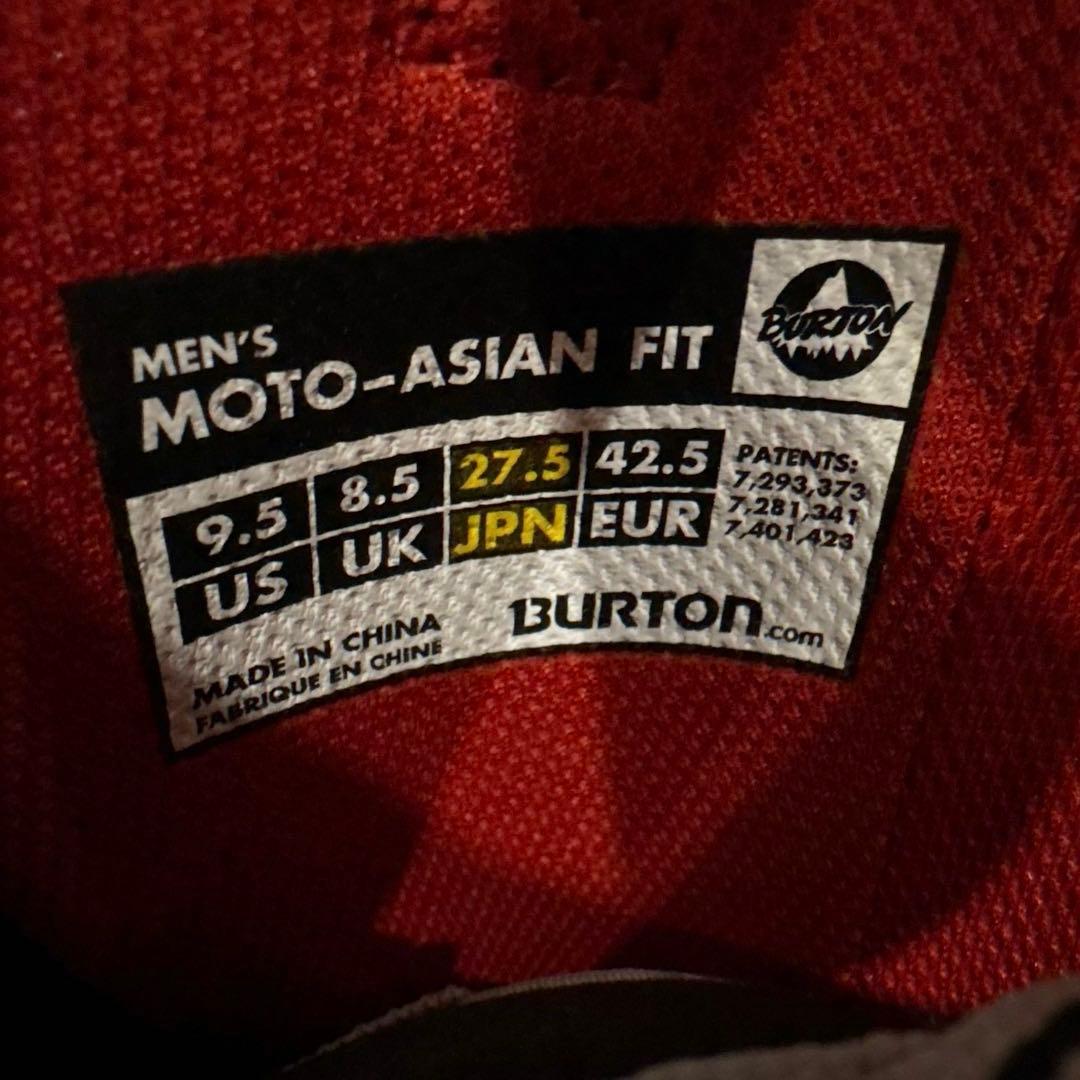 MEN'S
MOTO-ASIAN FIT
BURTON
9.5 8.5 27.5 42.5
US UK JPN EUR
PATENTS:
7,293,373
7,281,341
7,401,423
MADE IN CHINA
FABRIQUE EN CHINE
BURTON.com